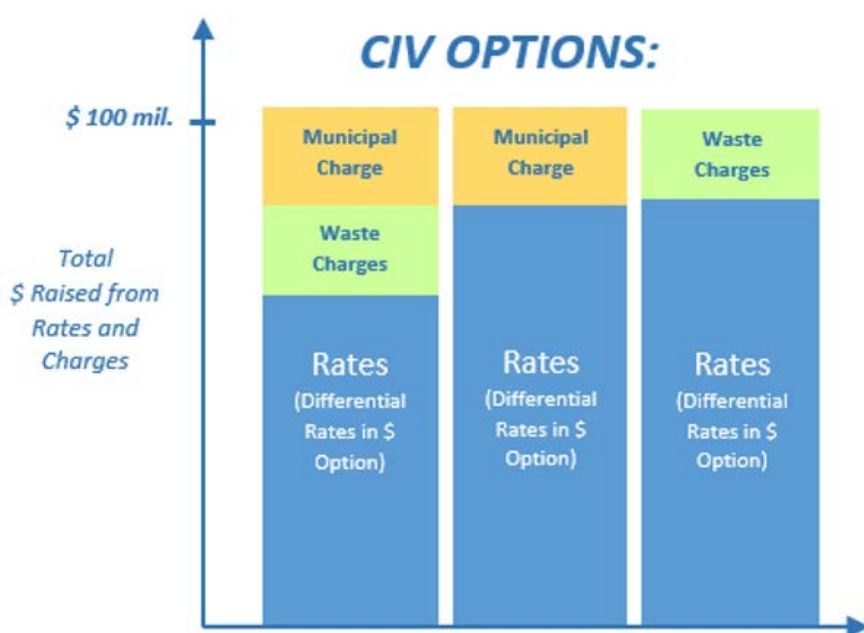 CIV OPTIONS:
$ 100 mil.
Total
$ Raised from
Rates and
Charges
Municipal
Charge
Waste
Charges
Rates
(Differential
Rates in $
Option)
Municipal
Charge
Rates
(Differential
Rates in $
Option)
Waste
Charges
Rates
(Differential
Rates in $
Option)